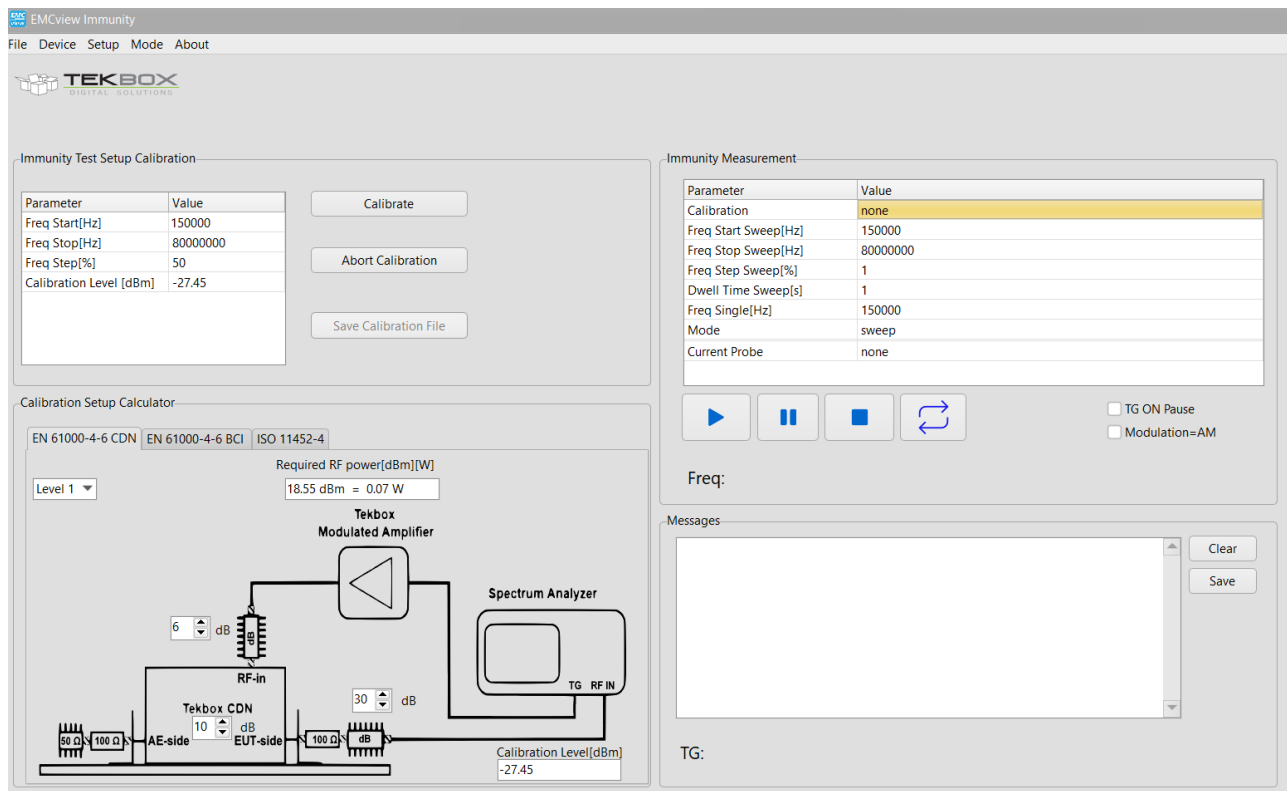 EMCview Immunity
File Device Setup Mode About
TEKBOX
DIGITAL SOLUTIONS
Immunity Test Setup Calibration
Parameter Value
Freq Start[Hz] 150000
Freq Stop[Hz] 80000000
Freq Step[%] 50
Calibration Level [dBm] -27.45
Calibrate
Abort Calibration
Save Calibration File
Calibration Setup Calculator
EN 61000-4-6 CDN EN 61000-4-6 BCI ISO 11452-4
Required RF power[dBm][W]
Level 1 18.55 dBm = 0.07 W
Tekbox
Modulated Amplifier
Spectrum Analyzer
6 dB
dB
RF-in
TG RF IN
30 dB
Tekbox CDN
10 dB
50 Ω 100 Ω AE-side EUT-side 100 Ω dB
Calibration Level[dBm]
-27.45
Immunity Measurement
Parameter Value
Calibration none
Freq Start Sweep[Hz] 150000
Freq Stop Sweep[Hz] 80000000
Freq Step Sweep[%] 1
Dwell Time Sweep[s] 1
Freq Single[Hz] 150000
Mode sweep
Current Probe none
TG ON Pause
Modulation=AM
Freq:
Messages
Clear
Save
TG: